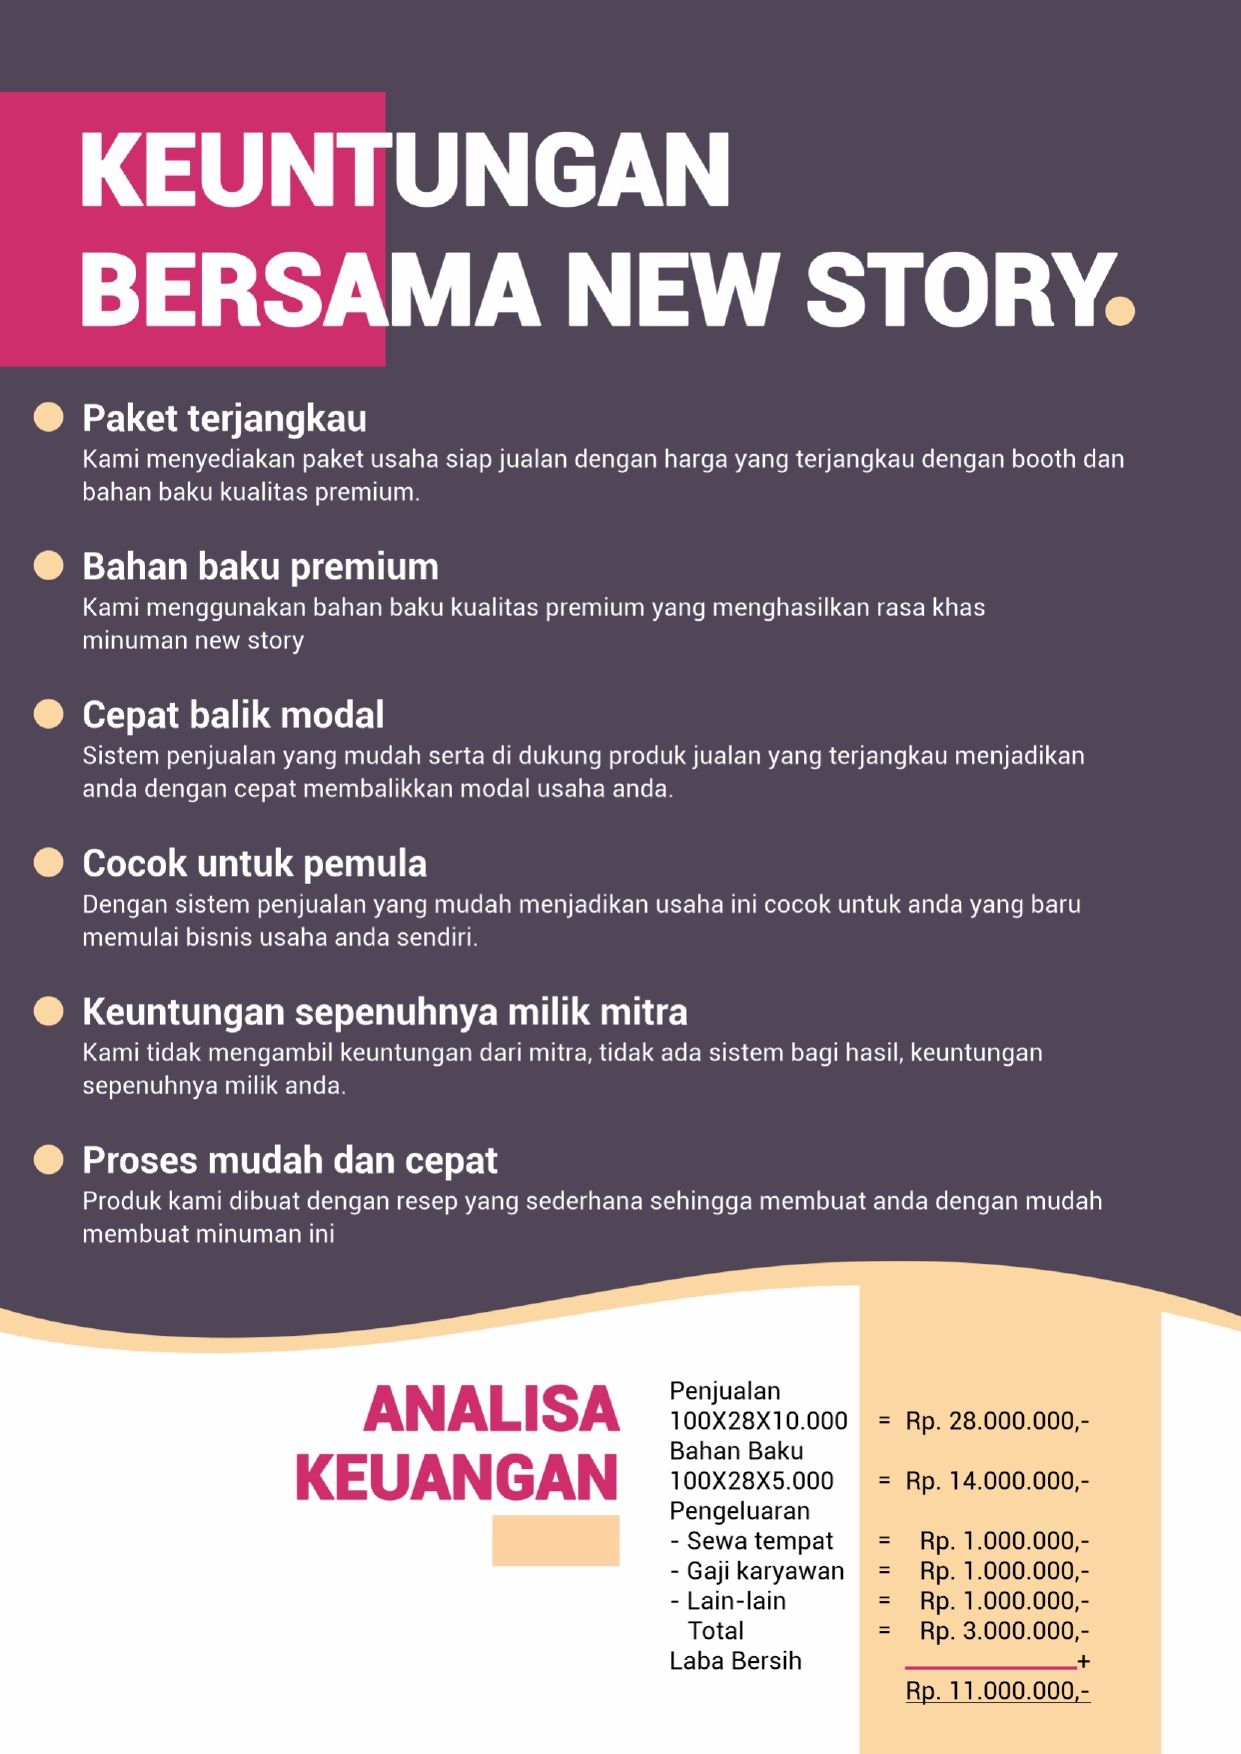 KEUNTUNGAN
BERSAMA NEW STORY.
Paket terjangkau
Kami menyediakan paket usaha siap jualan dengan harga yang terjangkau dengan booth dan
bahan baku kualitas premium.
Bahan baku premium
Kami menggunakan bahan baku kualitas premium yang menghasilkan rasa khas
minuman new story
Cepat balik modal
Sistem penjualan yang mudah serta di dukung produk jualan yang terjangkau menjadikan
anda dengan cepat membalikkan modal usaha anda.
Cocok untuk pemula
Dengan sistem penjualan yang mudah menjadikan usaha ini cocok untuk anda yang baru
memulai bisnis usaha anda sendiri.
Keuntungan sepenuhnya milik mitra
Kami tidak mengambil keuntungan dari mitra, tidak ada sistem bagi hasil, keuntungan
sepenuhnya milik anda.
Proses mudah dan cepat
Produk kami dibuat dengan resep yang sederhana sehingga membuat anda dengan mudah
membuat minuman ini
ANALISA
KEUANGAN
Penjualan
100X28X10.000 = Rp. 28.000.000,-
Bahan Baku
100X28X5.000 = Rp. 14.000.000,-
Pengeluaran
- Sewa tempat = Rp. 1.000.000,-
- Gaji karyawan = Rp. 1.000.000,-
- Lain-lain = Rp. 1.000.000,-
Total = Rp. 3.000.000,-
Laba Bersih +
Rp. 11.000.000,-